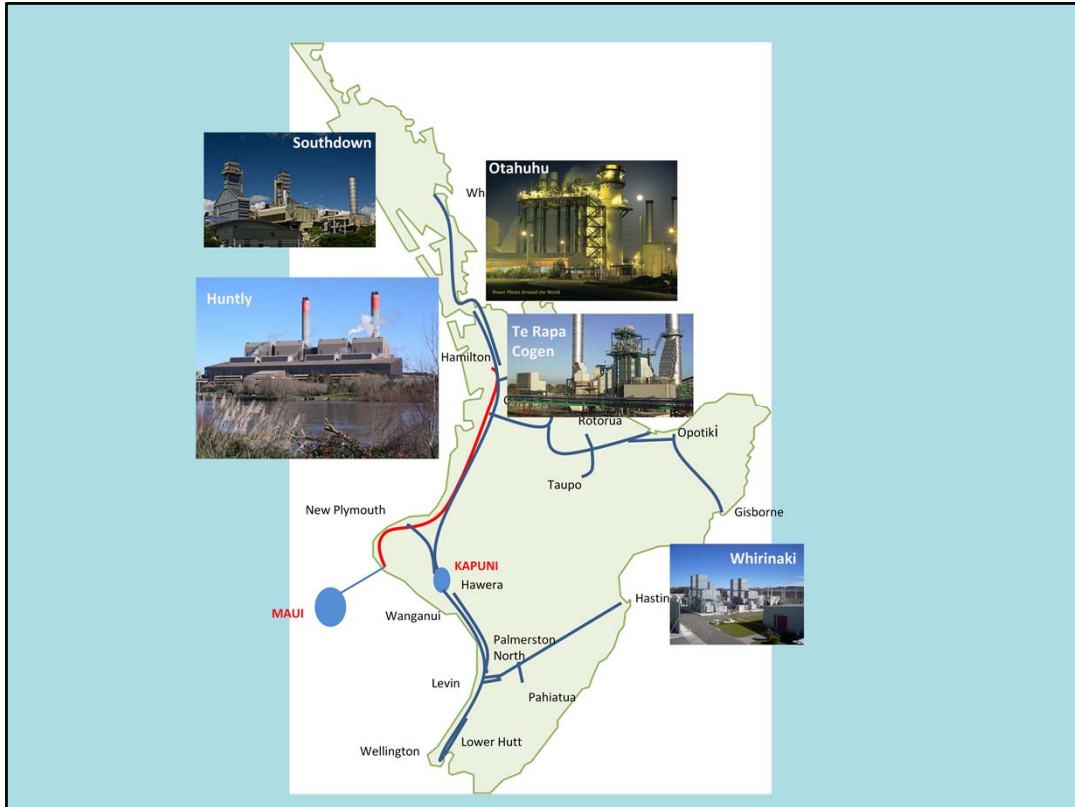 Southdown
Otahuhu
Wh
Power Plants Around the World
Huntly
Te Rapa
Cogen
Hamilton
Rotorua
Opotiki
Taupo
New Plymouth
Gisborne
KAPUNI
Whirinaki
Hawera
Hastin
MAUI
Wanganui
Palmerston
North
Levin
Pahiatua
Lower Hutt
Wellington